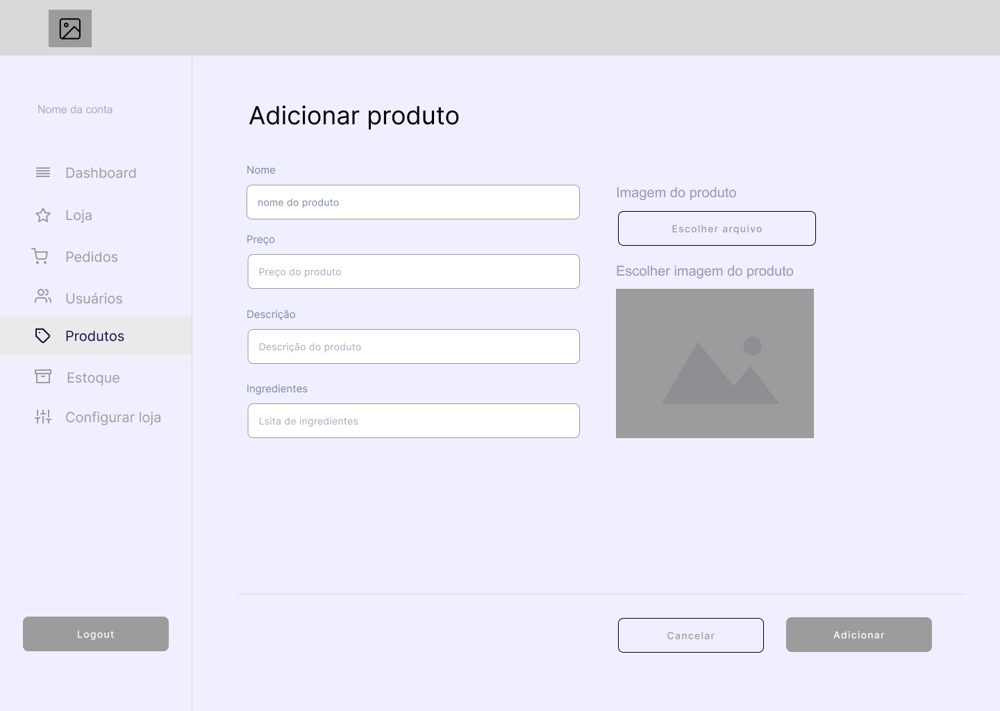 Nome da conta
Dashboard
Loja
Pedidos
Usuários
Produtos
Estoque
Configurar loja
Logout
Adicionar produto
Nome
nome do produto
Preço
Preço do produto
Descrição
Descrição do produto
Ingredientes
Lsita de ingredientes
Imagem do produto
Escolher arquivo
Escolher imagem do produto
Cancelar
Adicionar